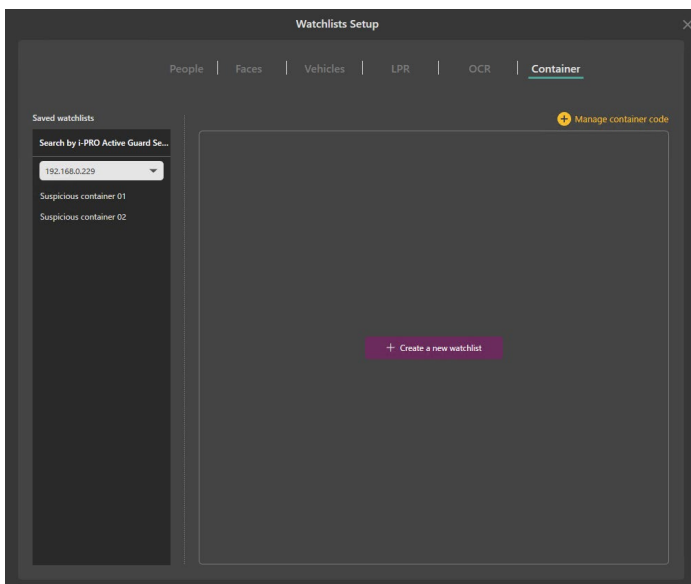 Watchlists Setup
People Faces Vehicles LPR OCR Container
Saved watchlists
Manage container code
Search by i-PRO Active Guard Se...
192.168.0.229
Suspicious container 01
Suspicious container 02
+ Create a new watchlist